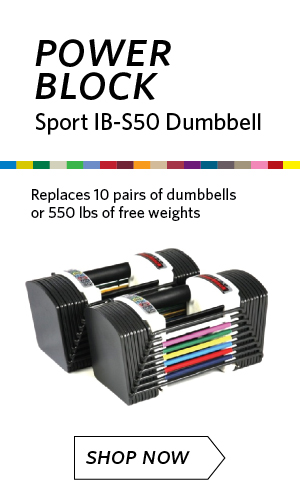 POWER
BLOCK
Sport IB-S50 Dumbbell
Replaces 10 pairs of dumbbells
or 550 lbs of free weights
SHOP NOW